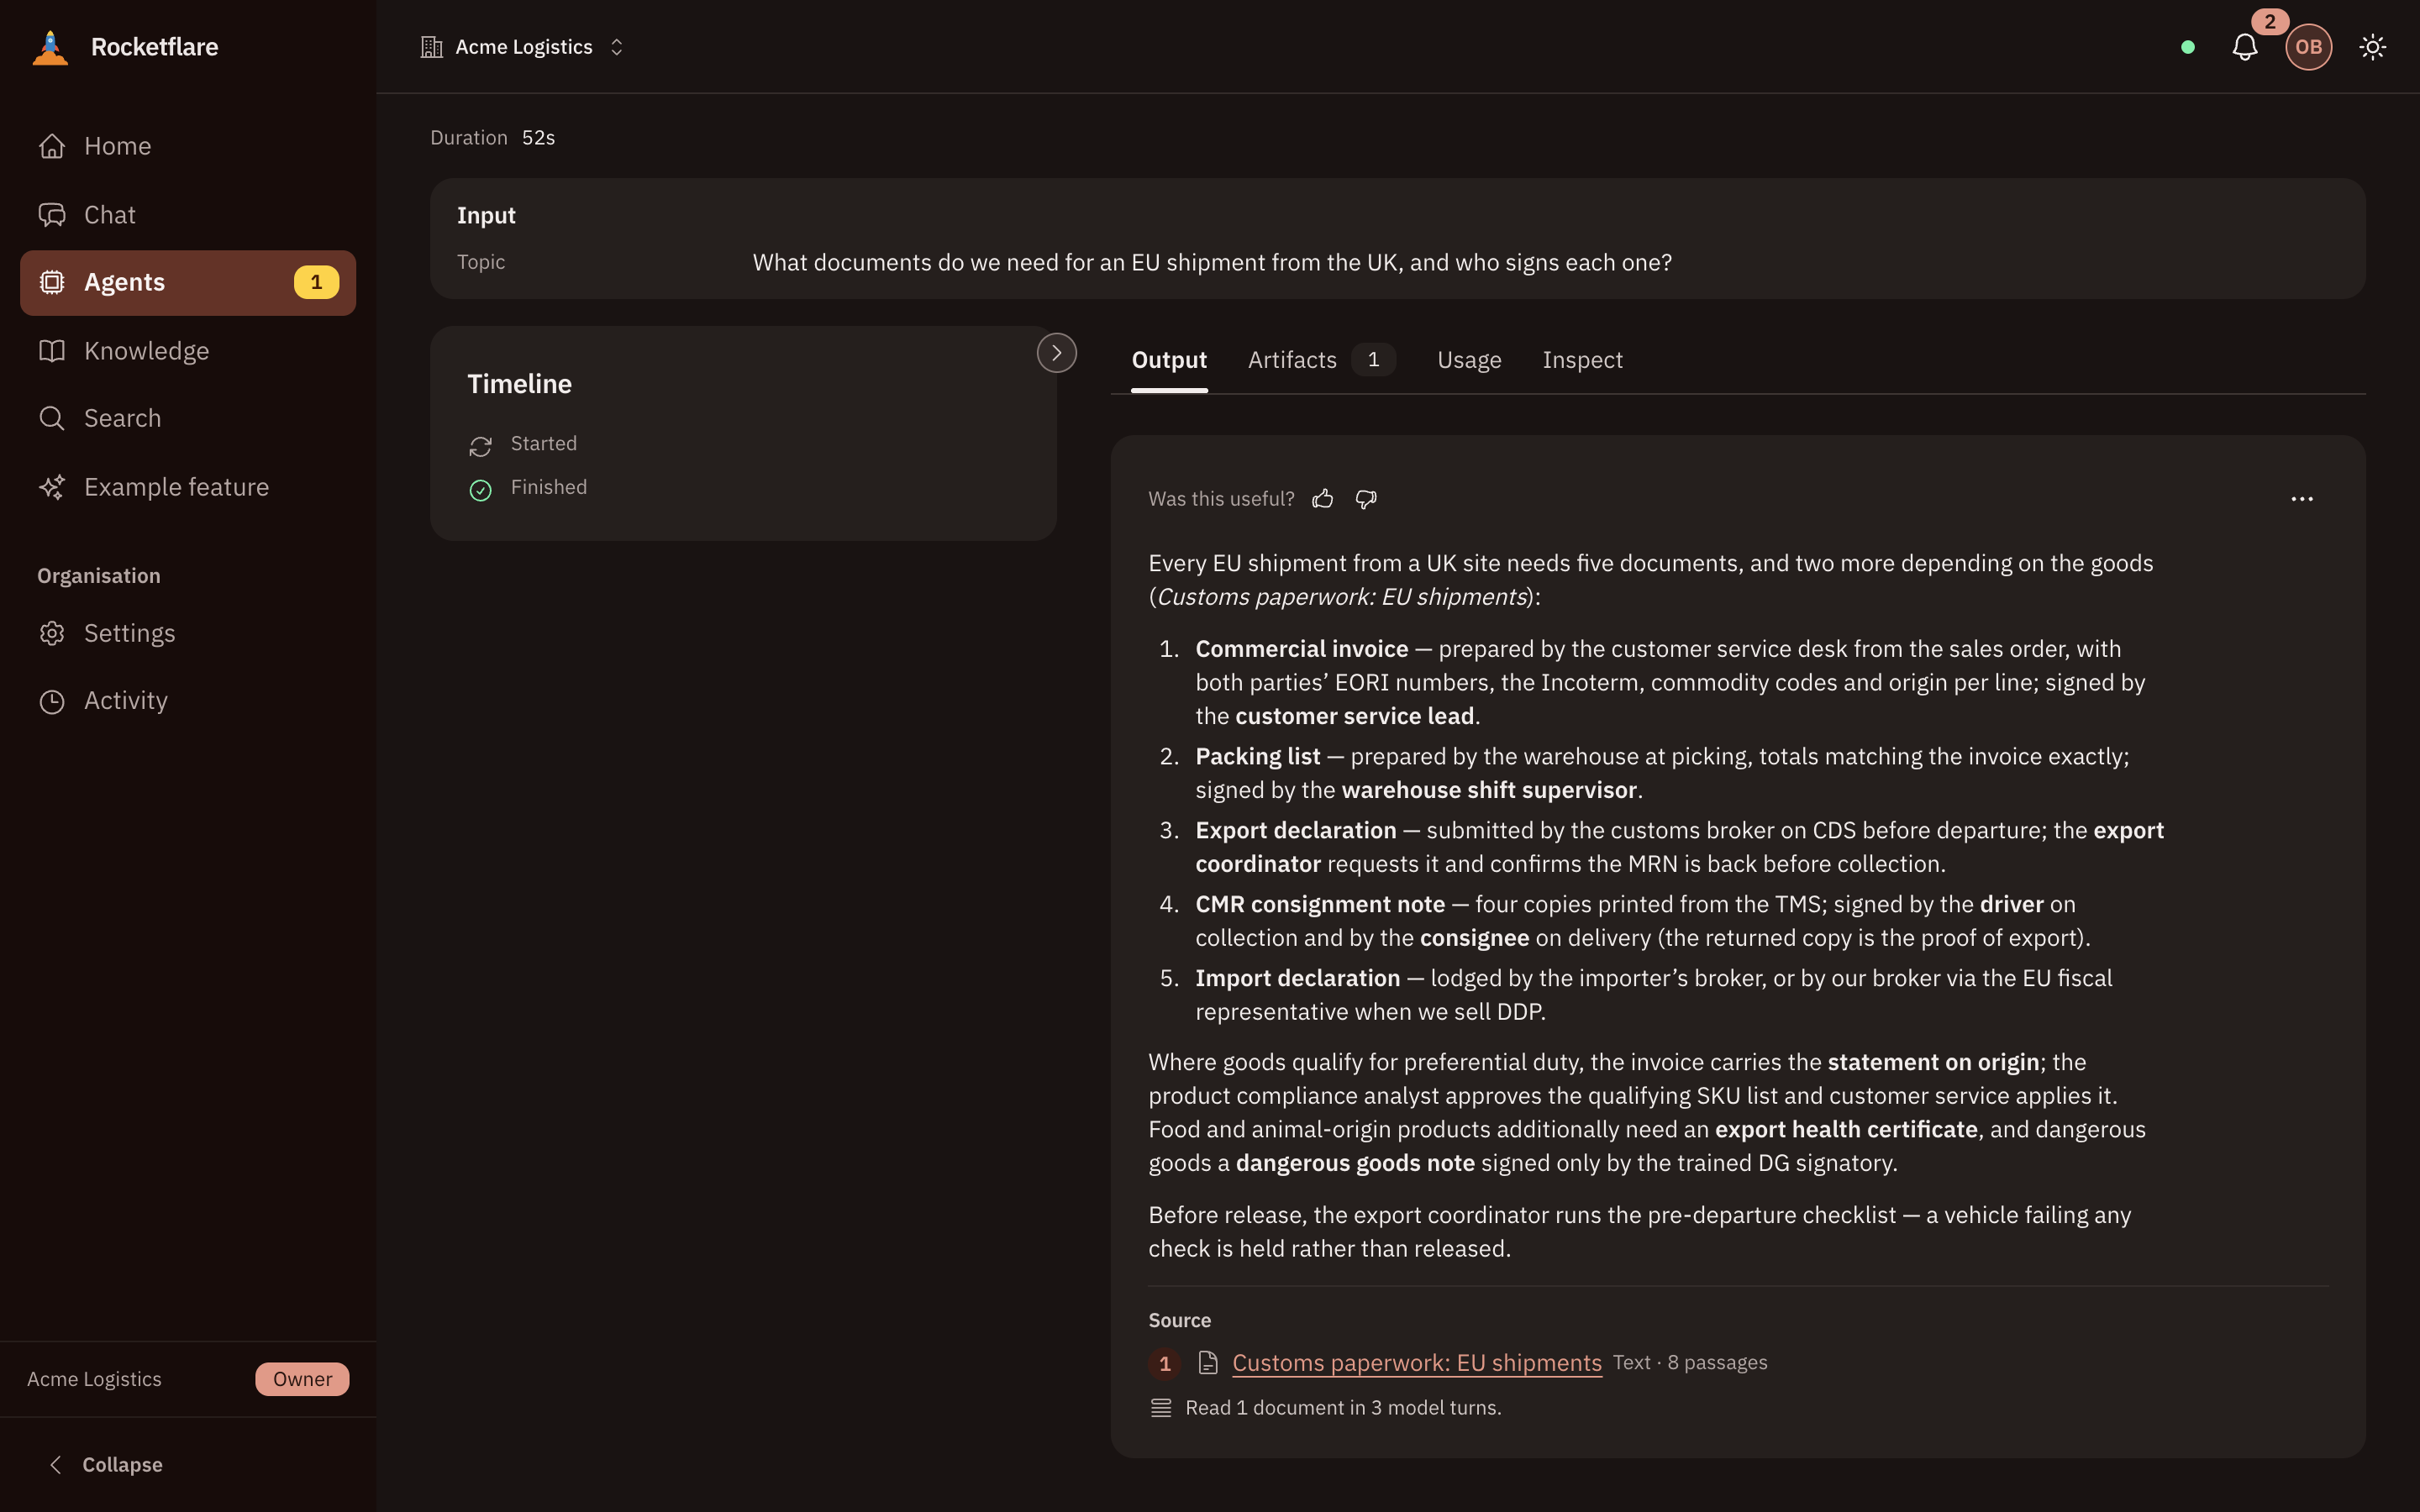 Rocketflare
Acme Logistics
2
OB
Home
Chat
Agents 1
Knowledge
Search
Example feature
Organisation
Settings
Activity
Acme Logistics Owner
Collapse
Duration 52s
Input
Topic What documents do we need for an EU shipment from the UK, and who signs each one?
Timeline
Started
Finished
Output Artifacts 1 Usage Inspect
Was this useful?
Every EU shipment from a UK site needs five documents, and two more depending on the goods
(Customs paperwork: EU shipments):
1. Commercial invoice — prepared by the customer service desk from the sales order, with
both parties’ EORI numbers, the Incoterm, commodity codes and origin per line; signed by
the customer service lead.
2. Packing list — prepared by the warehouse at picking, totals matching the invoice exactly;
signed by the warehouse shift supervisor.
3. Export declaration — submitted by the customs broker on CDS before departure; the export
coordinator requests it and confirms the MRN is back before collection.
4. CMR consignment note — four copies printed from the TMS; signed by the driver on
collection and by the consignee on delivery (the returned copy is the proof of export).
5. Import declaration — lodged by the importer’s broker, or by our broker via the EU fiscal
representative when we sell DDP.
Where goods qualify for preferential duty, the invoice carries the statement on origin; the
product compliance analyst approves the qualifying SKU list and customer service applies it.
Food and animal-origin products additionally need an export health certificate, and dangerous
goods a dangerous goods note signed only by the trained DG signatory.
Before release, the export coordinator runs the pre-departure checklist — a vehicle failing any
check is held rather than released.
Source
1 Customs paperwork: EU shipments Text · 8 passages
Read 1 document in 3 model turns.